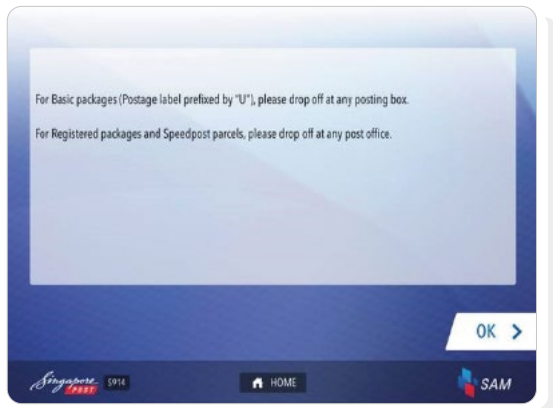 For Basic packages (Postage label prefixed by "U"), please drop off at any posting box.
For Registered packages and Speedpost parcels, please drop off at any post office.
OK >
Singapore
POST
S914
HOME
SAM